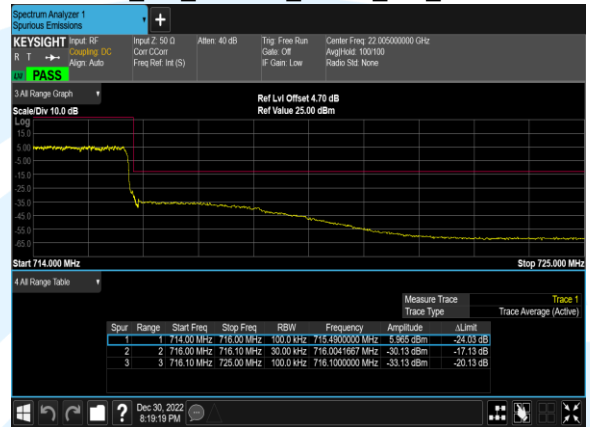 Spectrum Analyzer 1
Spurious Emissions
+
KEYSIGHT Input: RF Input Z: 50 Ω Atten: 40 dB Trig: Free Run Center Freq: 22.005000000 GHz
R T Coupling: DC Corr CCorr Gate: Off Avg|Hold: 100/100
Align: Auto Freq Ref: Int (S) IF Gain: Low Radio Std: None
PASS
3 All Range Graph
Ref Lvl Offset 4.70 dB
Scale/Div 10.0 dB Ref Value 25.00 dBm
Log
15.0
5.00
-5.00
-15.0
-25.0
-35.0
-45.0
-55.0
-65.0
Start 714.000 MHz Stop 725.000 MHz
4 All Range Table
Measure Trace Trace 1
Trace Type Trace Average (Active)
Spur Range Start Freq Stop Freq RBW Frequency Amplitude ΔLimit
1 1 714.00 MHz 716.00 MHz 100.0 kHz 715.4900000 MHz 5.965 dBm -24.03 dB
2 2 716.00 MHz 716.10 MHz 30.00 kHz 716.0041667 MHz -30.13 dBm -17.13 dB
3 3 716.10 MHz 725.00 MHz 100.0 kHz 716.1000000 MHz -33.13 dBm -20.13 dB
? Dec 30, 2022
8:19:19 PM